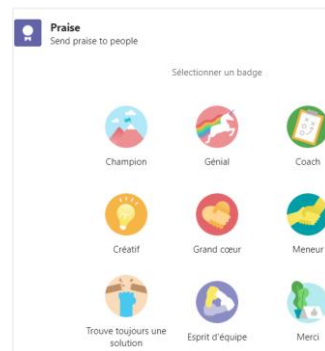 Praise
Send praise to people
Sélectionner un badge
Champion
Génial
Coach
Créatif
Grand cœur
Meneur
Trouve toujours une
solution
Esprit d'équipe
Merci